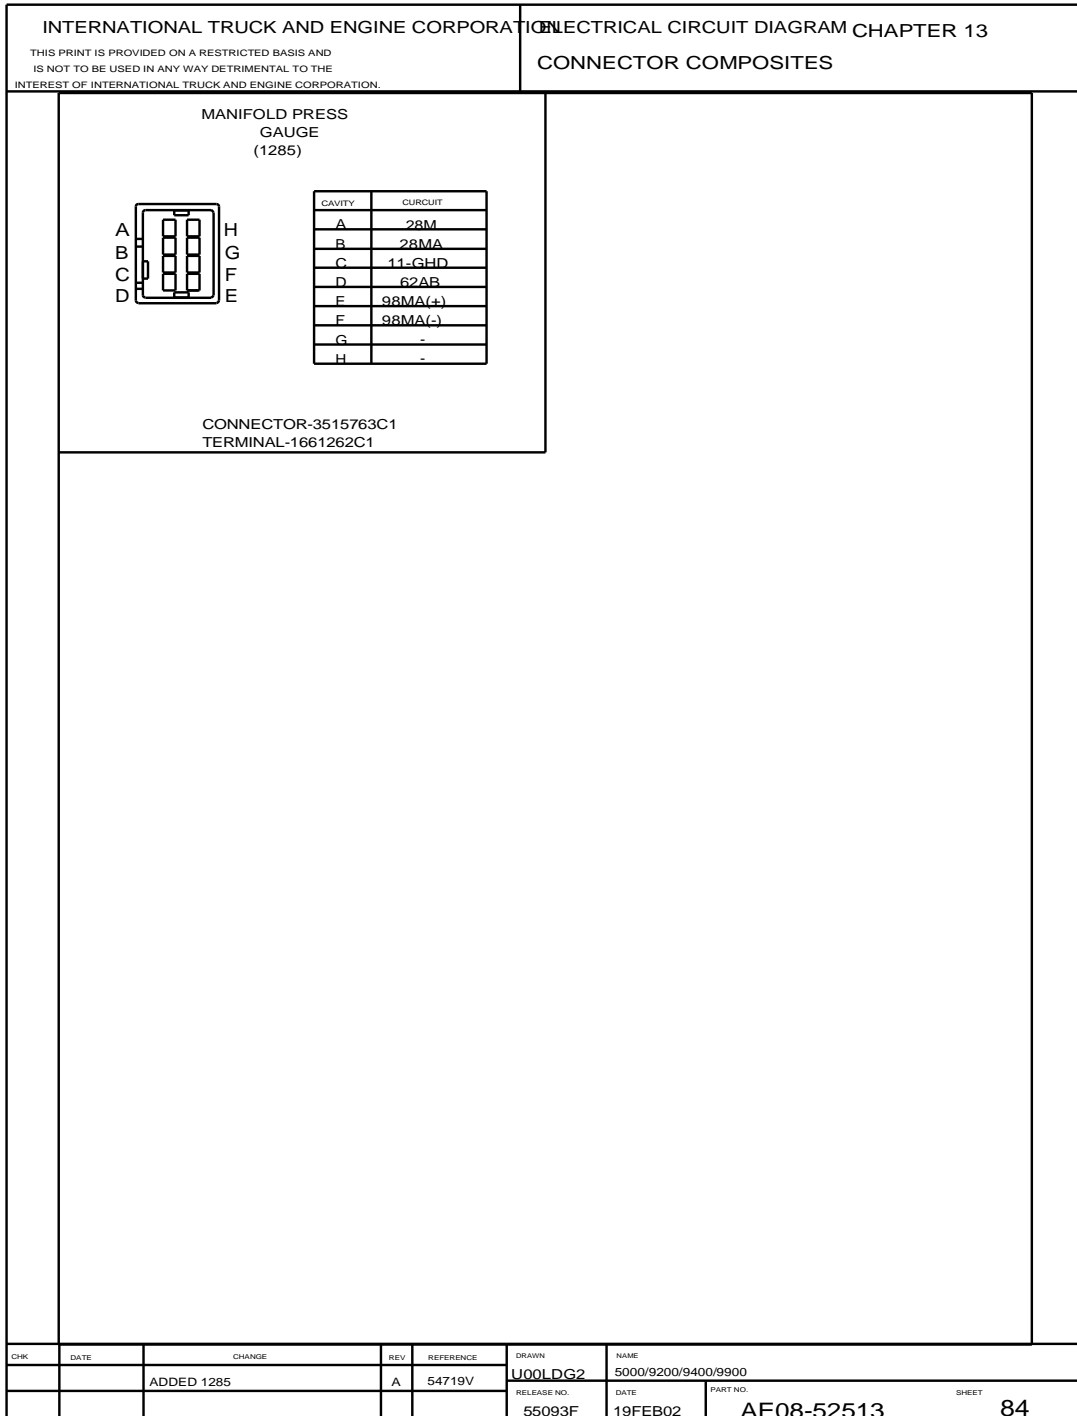 INTERNATIONAL TRUCK AND ENGINE CORPORATION
THIS PRINT IS PROVIDED ON A RESTRICTED BASIS AND
IS NOT TO BE USED IN ANY WAY DETRIMENTAL TO THE
INTEREST OF INTERNATIONAL TRUCK AND ENGINE CORPORATION.
ELECTRICAL CIRCUIT DIAGRAM CHAPTER 13
CONNECTOR COMPOSITES
MANIFOLD PRESS
GAUGE
(1285)
A H
B G
C F
D E
CAVITY CURCUIT
A 28M
B 28MA
C 11-GHD
D 62AB
E 98MA(+)
F 98MA(-)
G -
H -
CONNECTOR-3515763C1
TERMINAL-1661262C1
CHK DATE CHANGE REV REFERENCE
ADDED 1285 A 54719V
DRAWN
U00LDG2
NAME
5000/9200/9400/9900
RELEASE NO.
55093F
DATE
19FEB02
PART NO.
AE08-52513
SHEET
84